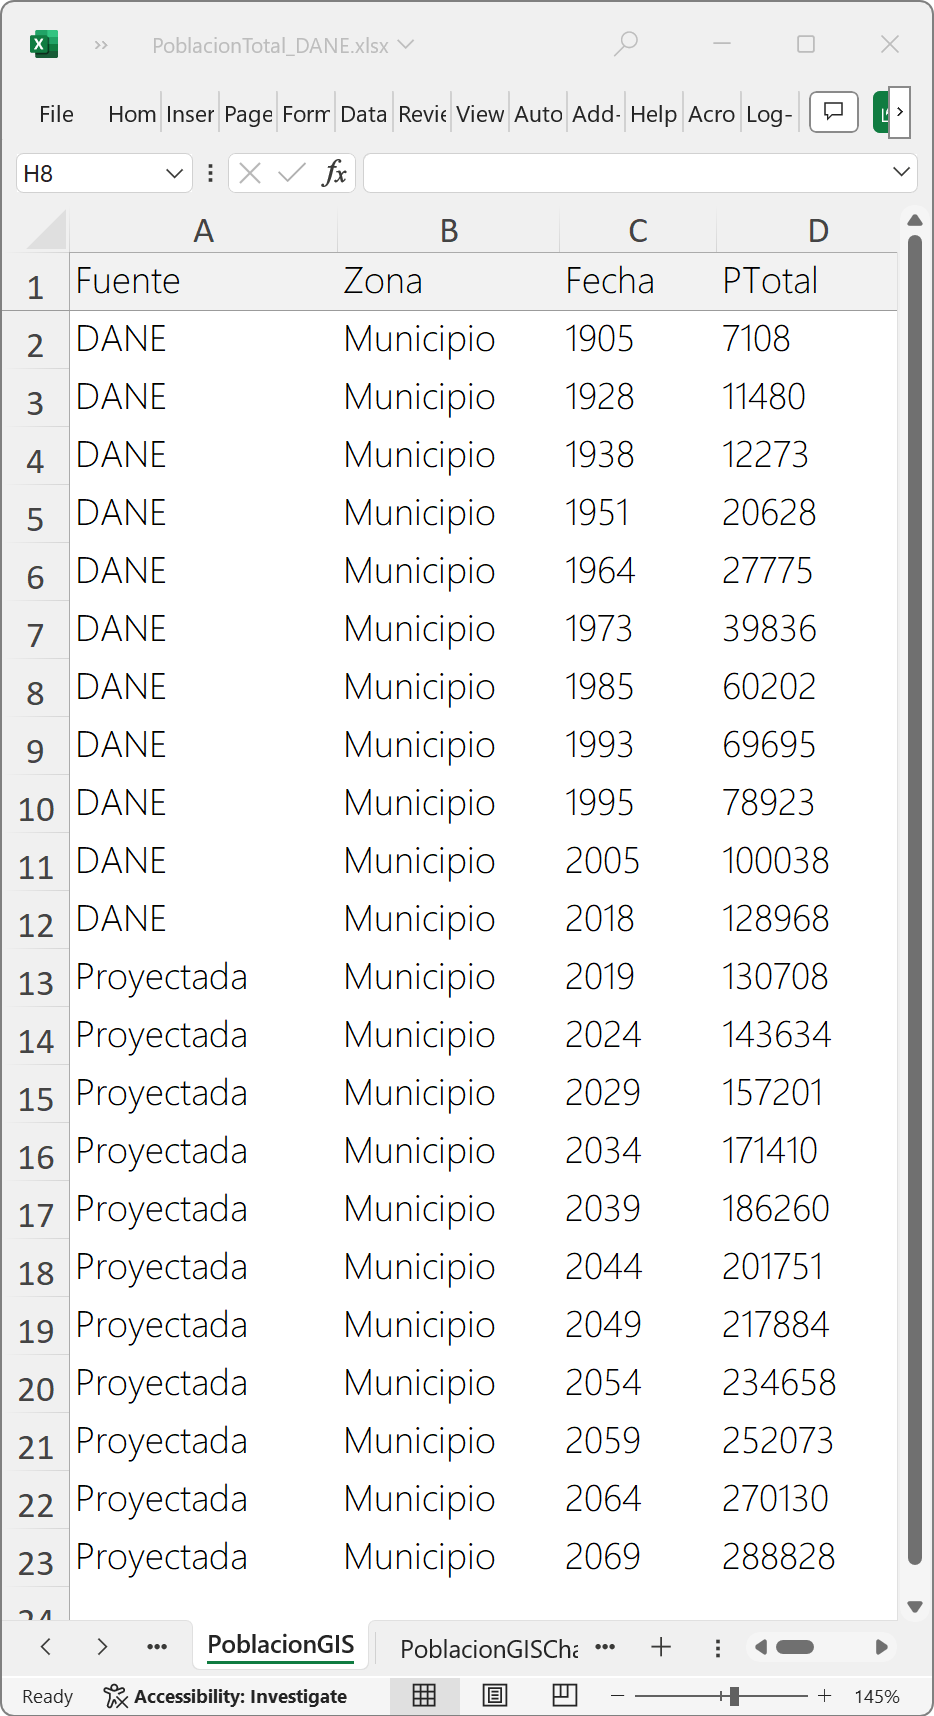 PoblacionTotal_DANE.xlsx
File Hom Inser Page Form Data Revie View Auto Add- Help Acro Log-
H8 fx
A B C D
1 Fuente Zona Fecha PTotal
2 DANE Municipio 1905 7108
3 DANE Municipio 1928 11480
4 DANE Municipio 1938 12273
5 DANE Municipio 1951 20628
6 DANE Municipio 1964 27775
7 DANE Municipio 1973 39836
8 DANE Municipio 1985 60202
9 DANE Municipio 1993 69695
10 DANE Municipio 1995 78923
11 DANE Municipio 2005 100038
12 DANE Municipio 2018 128968
13 Proyectada Municipio 2019 130708
14 Proyectada Municipio 2024 143634
15 Proyectada Municipio 2029 157201
16 Proyectada Municipio 2034 171410
17 Proyectada Municipio 2039 186260
18 Proyectada Municipio 2044 201751
19 Proyectada Municipio 2049 217884
20 Proyectada Municipio 2054 234658
21 Proyectada Municipio 2059 252073
22 Proyectada Municipio 2064 270130
23 Proyectada Municipio 2069 288828
24
PoblacionGIS PoblacionGISCha
Ready Accessibility: Investigate 145%